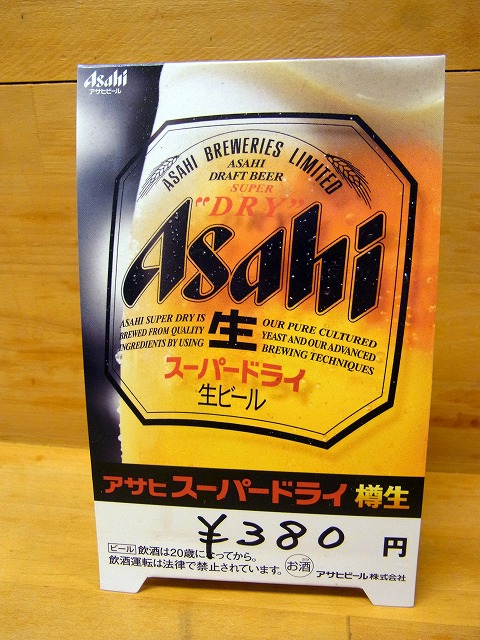 Asahi
アサヒビール
ASAHI BREWERIES LIMITED
ASAHI
DRAFT BEER
SUPER
"DRY"
Asahi
ASAHI SUPER DRY IS
BREWED FROM QUALITY
INGREDIENTS BY USING
生
OUR PURE CULTURED
YEAST AND OUR ADVANCED
BREWING TECHNIQUES
スーパードライ
生ビール
アサヒスーパードライ 樽生
¥380 円
ビール 飲酒は20歳になってから。
飲酒運転は法律で禁止されています。 お酒 アサヒビール株式会社